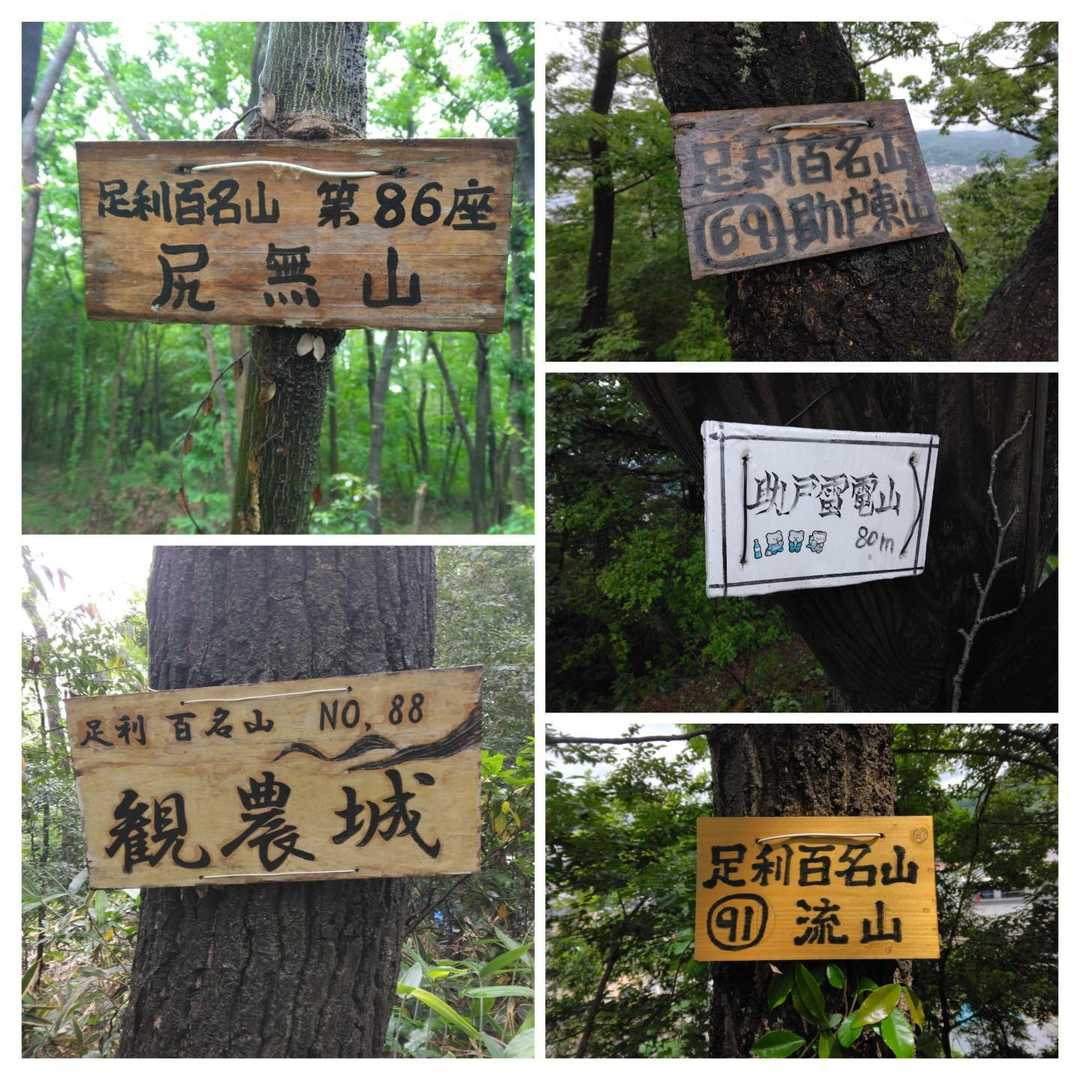 足利百名山 第86座
尻無山
足利百名山
69 助戸東山
助戸雷電山
80m
足利 百名山 NO. 88
観農城
足利百名山
91 流山